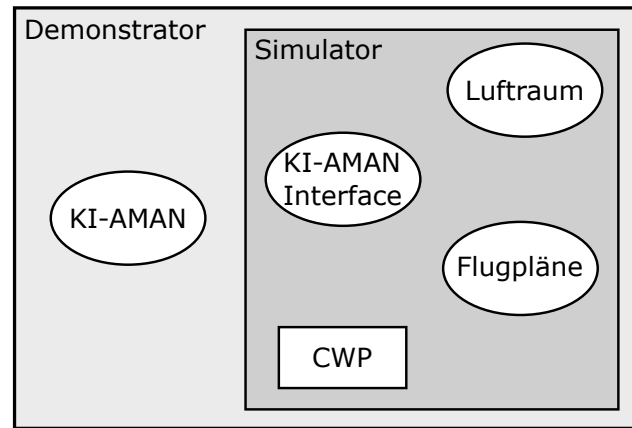 Demonstrator
Simulator
Luftraum
KI-AMAN
Interface
KI-AMAN
Flugpläne
CWP